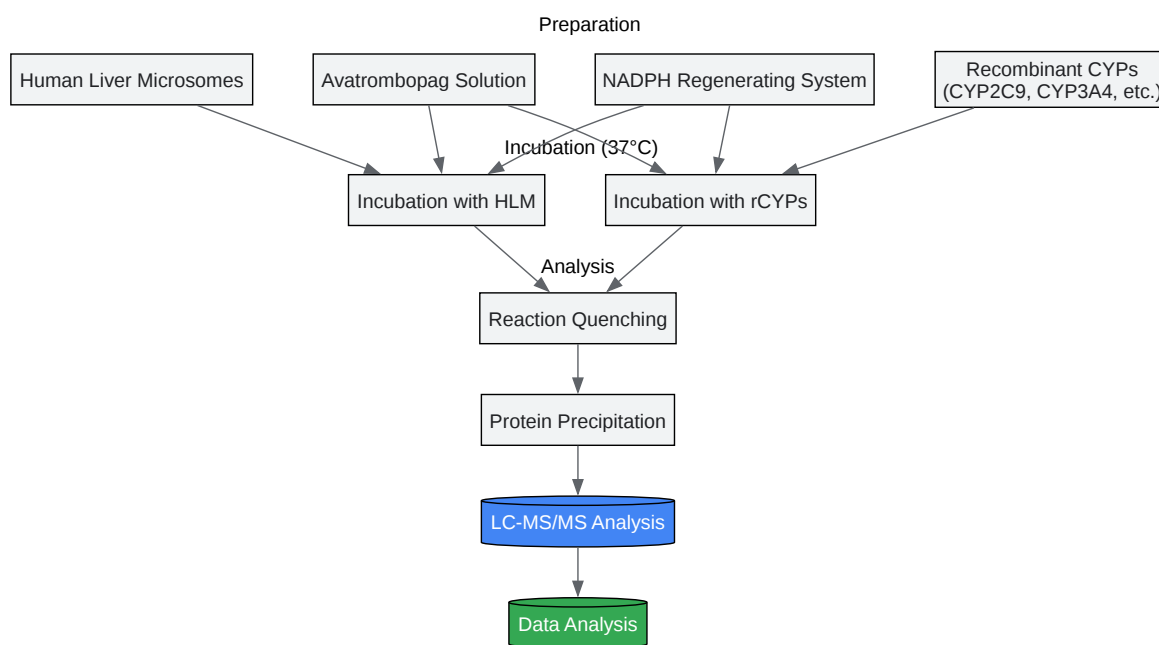 Preparation
Human Liver Microsomes
Avatrombopag Solution
NADPH Regenerating System
Recombinant CYPs
(CYP2C9, CYP3A4, etc.)
Incubation (37°C)
Incubation with HLM
Incubation with rCYPs
Analysis
Reaction Quenching
Protein Precipitation
LC-MS/MS Analysis
Data Analysis